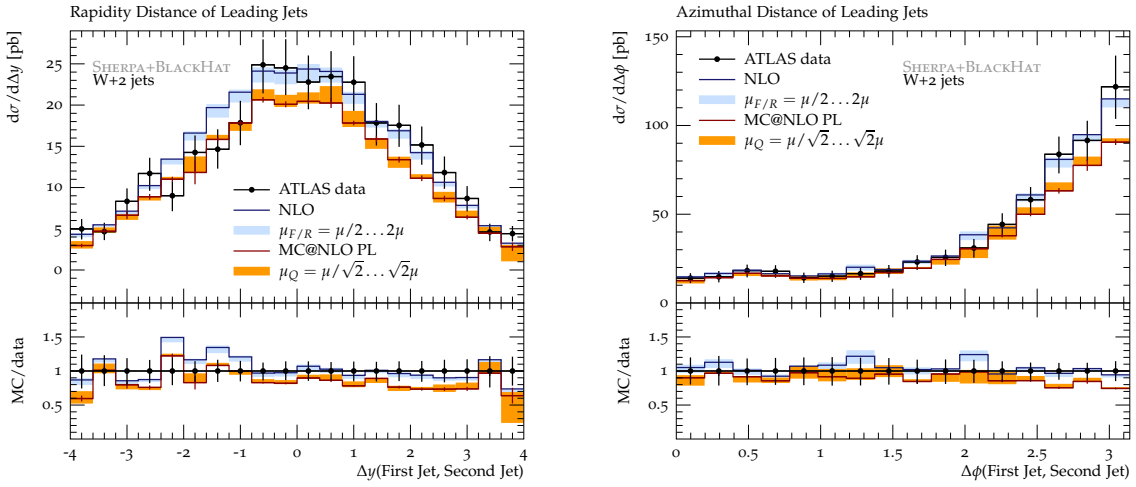 Rapidity Distance of Leading Jets
SHERPA+BLACKHAT
W+2 jets
ATLAS data
NLO
μF/R = μ/2 . . . 2μ
MC@NLO PL
μQ = μ/√2 . . . √2μ
dσ/dΔy [pb]
25
20
15
10
5
0
MC/data
1.5
1
0.5
-4 -3 -2 -1 0 1 2 3 4
Δy(First Jet, Second Jet)
Azimuthal Distance of Leading Jets
SHERPA+BLACKHAT
W+2 jets
ATLAS data
NLO
μF/R = μ/2 . . . 2μ
MC@NLO PL
μQ = μ/√2 . . . √2μ
dσ/dΔϕ [pb]
150
100
50
0
MC/data
1.5
1
0.5
0 0.5 1 1.5 2 2.5 3
Δϕ(First Jet, Second Jet)